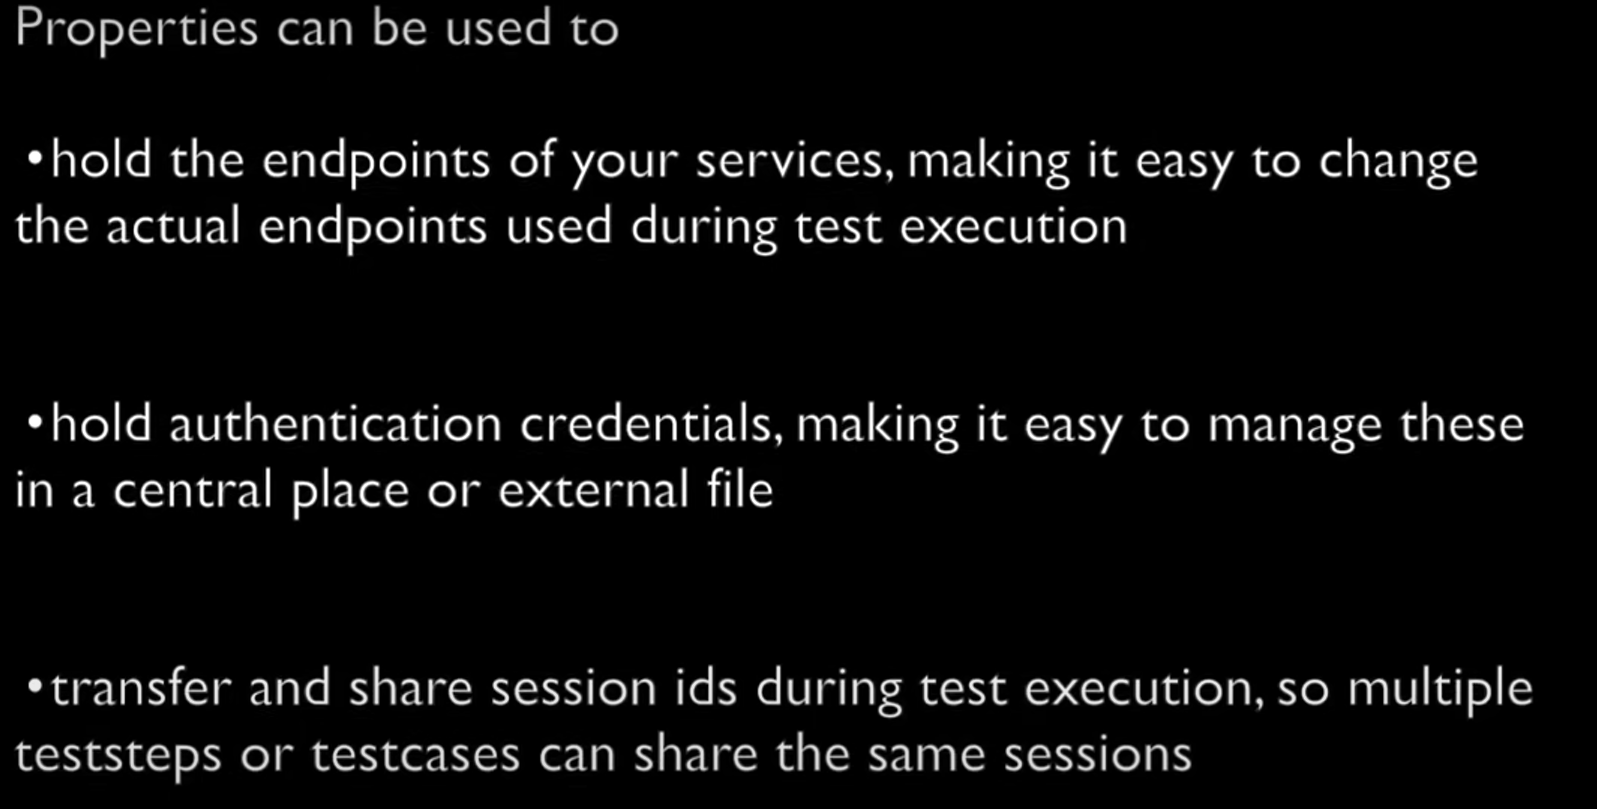 Properties can be used to
•hold the endpoints of your services, making it easy to change
the actual endpoints used during test execution
•hold authentication credentials, making it easy to manage these
in a central place or external file
•transfer and share session ids during test execution, so multiple
teststeps or testcases can share the same sessions